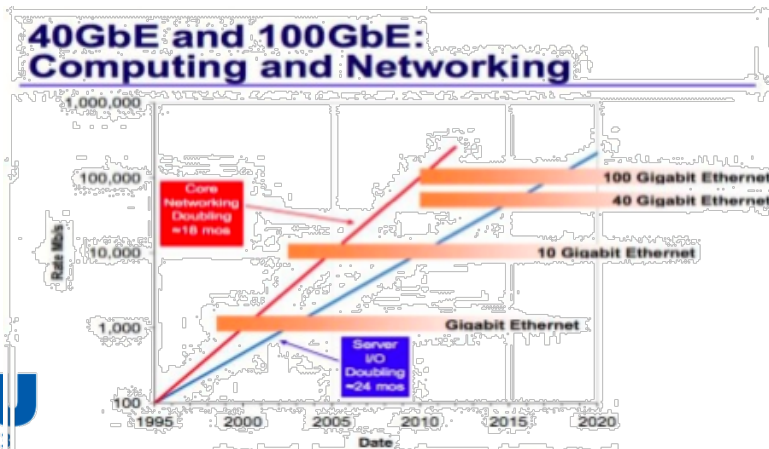 40GbE and 100GbE:
Computing and Networking
1,000,000
100,000
10,000
1,000
100
Rate Mb/s
Core
Networking
Doubling
≈18 mos
100 Gigabit Ethernet
40 Gigabit Ethernet
10 Gigabit Ethernet
Gigabit Ethernet
Server
I/O
Doubling
≈24 mos
1995
2000
2005
2010
2015
2020
Date